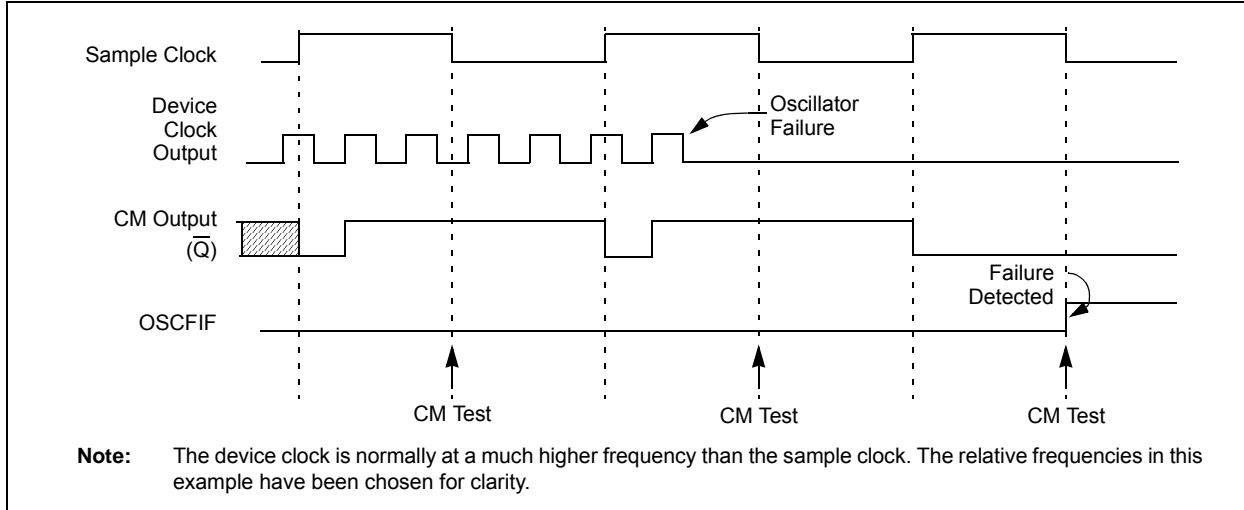 Sample Clock
Device
Clock
Output
Oscillator
Failure
CM Output
(Q̅)
Failure
Detected
OSCFIF
CM Test
CM Test
CM Test
Note: The device clock is normally at a much higher frequency than the sample clock. The relative frequencies in this
example have been chosen for clarity.